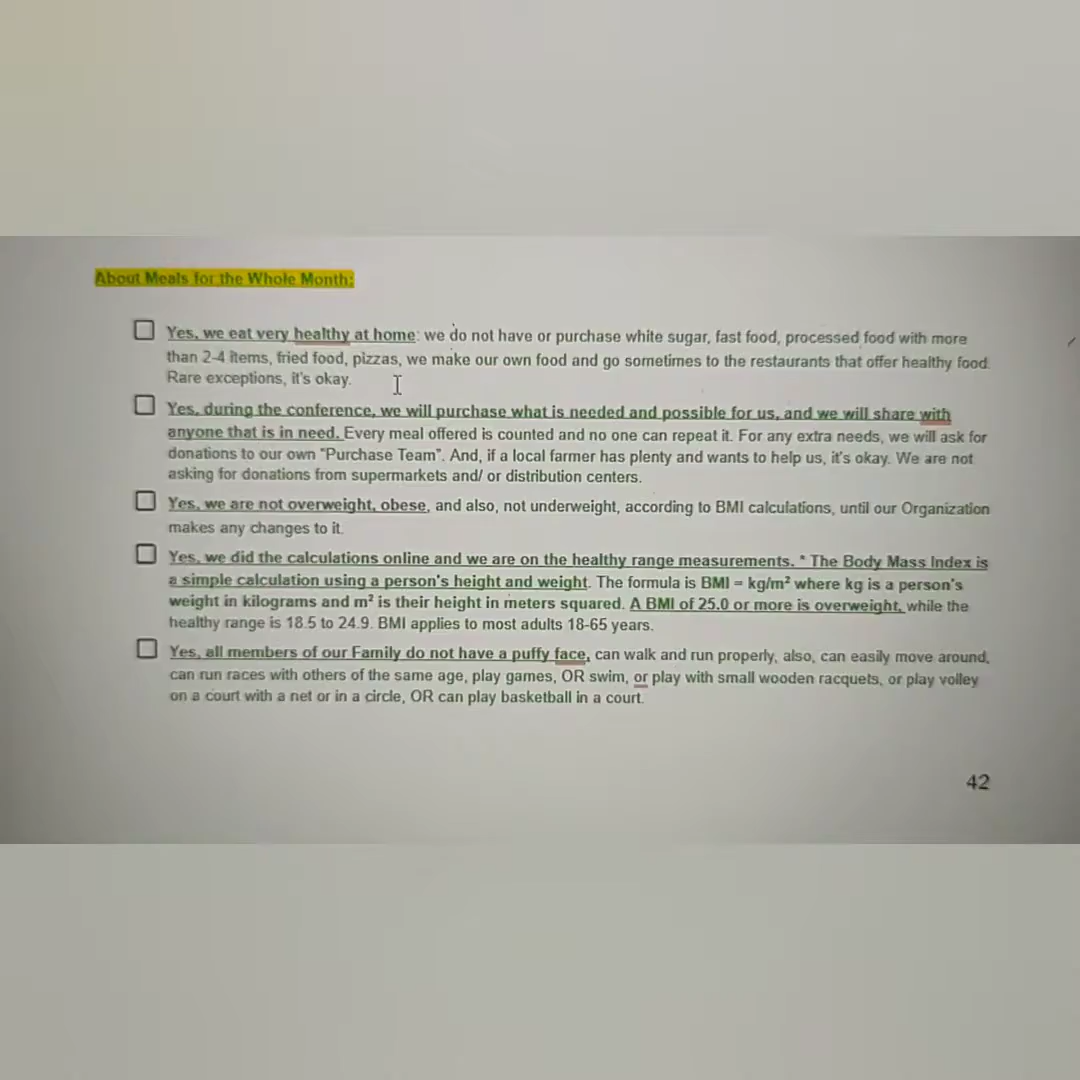 About Meals for the Whole Month:
Yes, we eat very healthy at home: we do not have or purchase white sugar, fast food, processed food with more
than 2-4 items, fried food, pizzas, we make our own food and go sometimes to the restaurants that offer healthy food.
Rare exceptions, it's okay.
Yes, during the conference, we will purchase what is needed and possible for us, and we will share with
anyone that is in need. Every meal offered is counted and no one can repeat it. For any extra needs, we will ask for
donations to our own "Purchase Team". And, if a local farmer has plenty and wants to help us, it's okay. We are not
asking for donations from supermarkets and/ or distribution centers.
Yes, we are not overweight, obese, and also, not underweight, according to BMI calculations, until our Organization
makes any changes to it.
Yes, we did the calculations online and we are on the healthy range measurements. * The Body Mass Index is
a simple calculation using a person's height and weight. The formula is BMI = kg/m² where kg is a person's
weight in kilograms and m² is their height in meters squared. A BMI of 25.0 or more is overweight, while the
healthy range is 18.5 to 24.9. BMI applies to most adults 18-65 years.
Yes, all members of our Family do not have a puffy face, can walk and run properly, also, can easily move around,
can run races with others of the same age, play games, OR swim, or play with small wooden racquets, or play volley
on a court with a net or in a circle, OR can play basketball in a court.
42